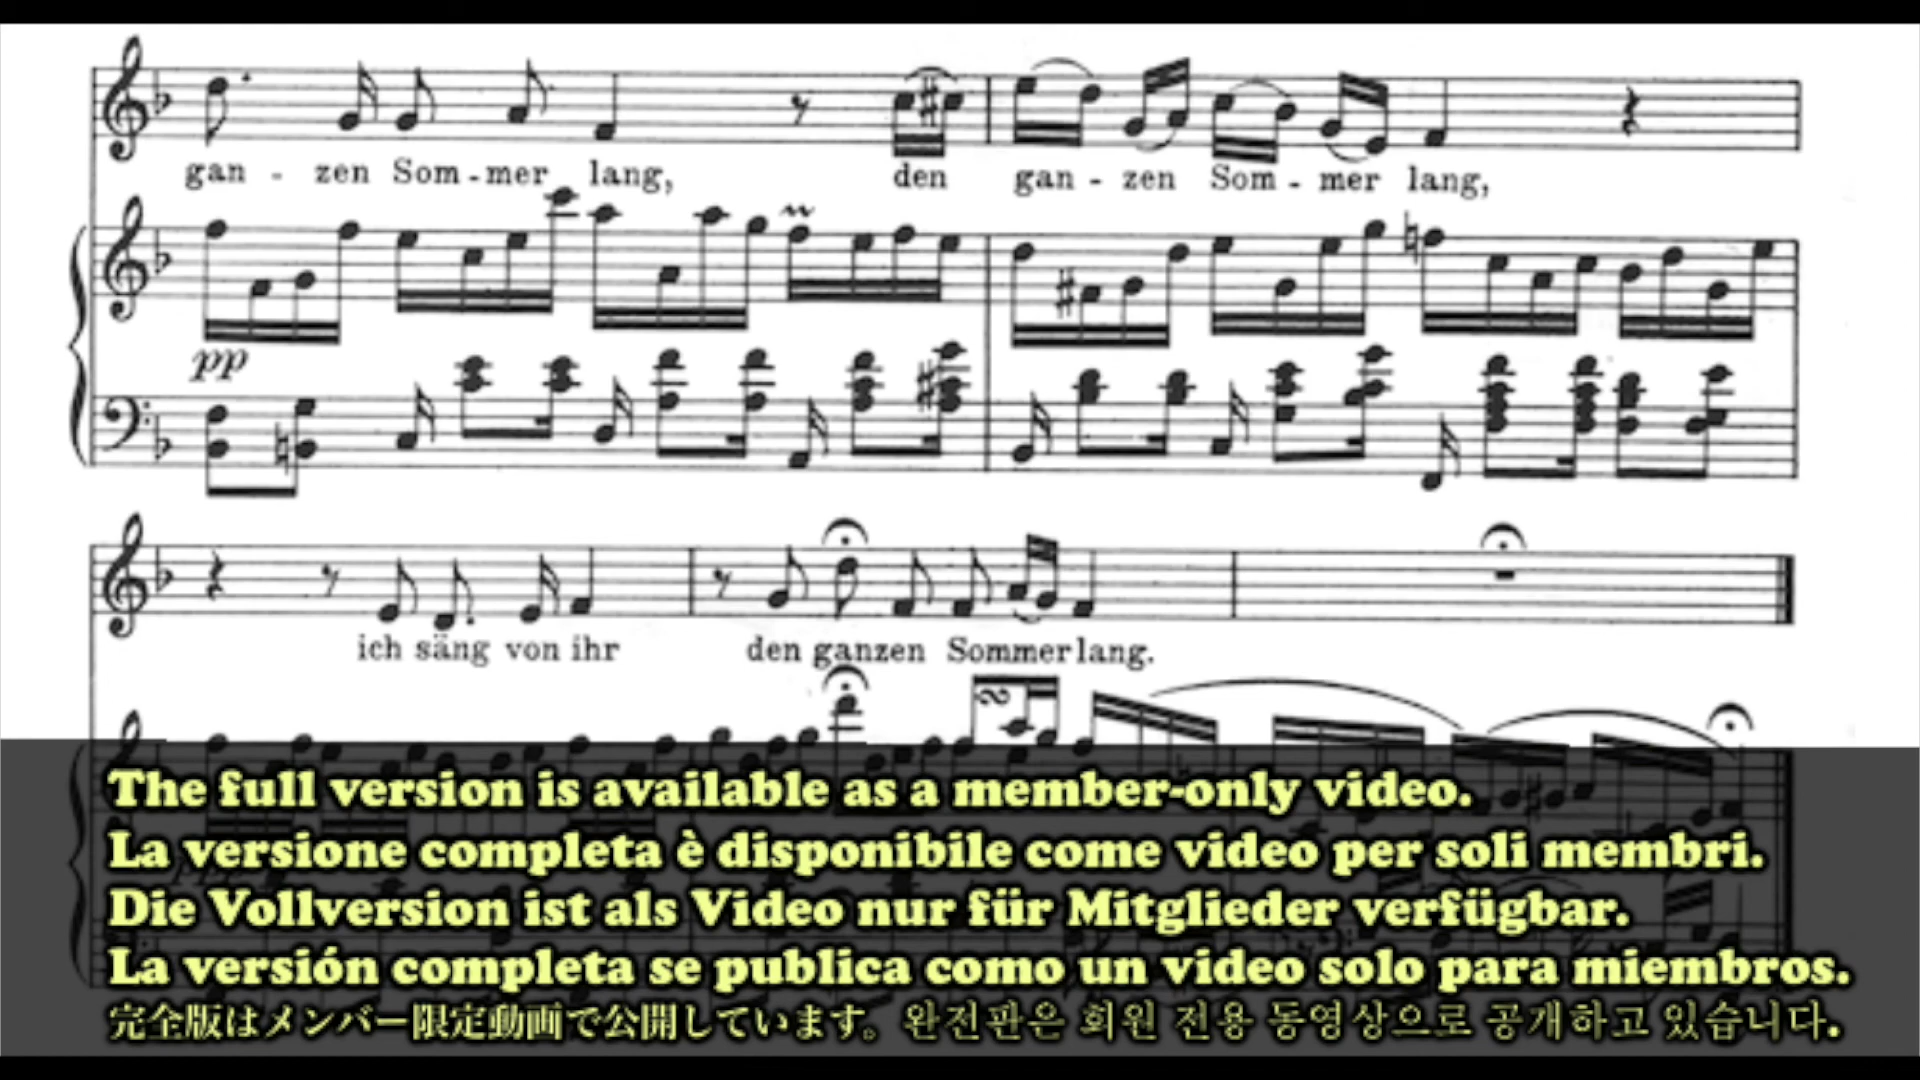 gan - zen Som - mer lang, den gan - zen Som - mer lang,
pp
ich säng von ihr den ganzen Sommer lang.
The full version is available as a member-only video.
La versione completa è disponibile come video per soli membri.
Die Vollversion ist als Video nur für Mitglieder verfügbar.
La versión completa se publica como un video solo para miembros.
完全版はメンバー限定動画で公開しています。완전판은 회원 전용 동영상으로 공개하고 있습니다.